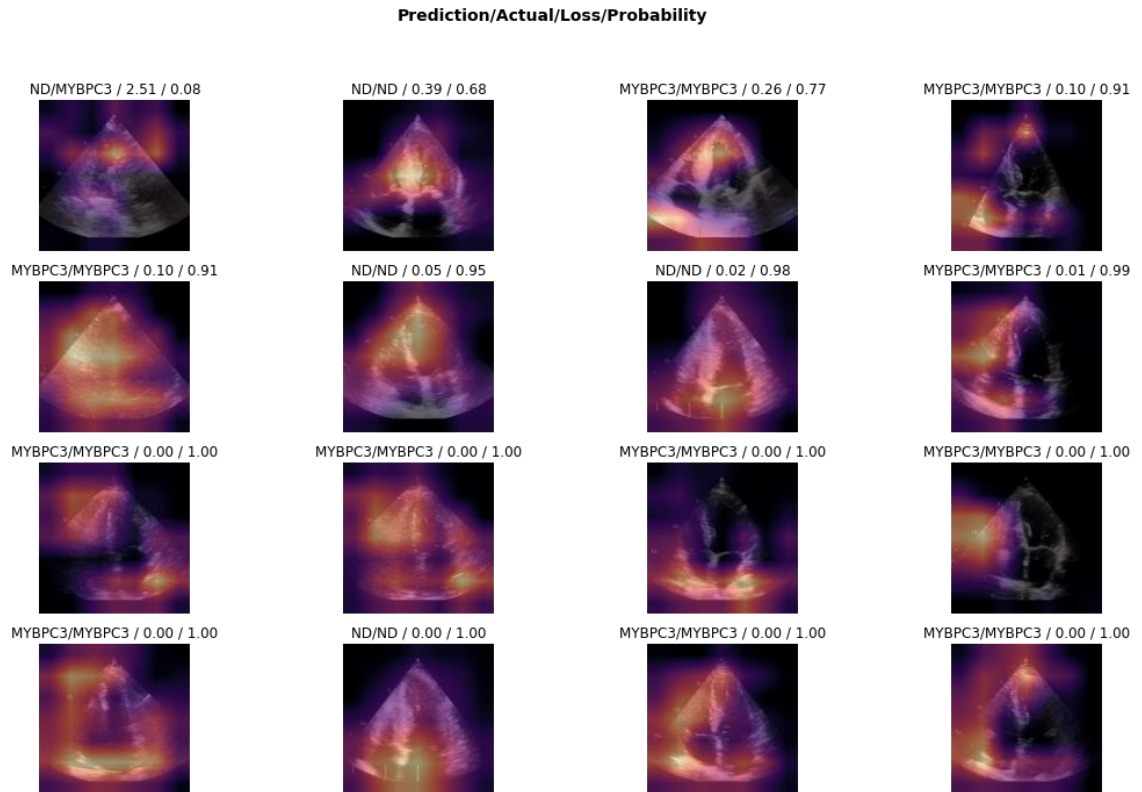 Prediction/Actual/Loss/Probability
ND/MYBPC3 / 2.51 / 0.08
ND/ND / 0.39 / 0.68
MYBPC3/MYBPC3 / 0.26 / 0.77
MYBPC3/MYBPC3 / 0.10 / 0.91
MYBPC3/MYBPC3 / 0.10 / 0.91
ND/ND / 0.05 / 0.95
ND/ND / 0.02 / 0.98
MYBPC3/MYBPC3 / 0.01 / 0.99
MYBPC3/MYBPC3 / 0.00 / 1.00
MYBPC3/MYBPC3 / 0.00 / 1.00
MYBPC3/MYBPC3 / 0.00 / 1.00
MYBPC3/MYBPC3 / 0.00 / 1.00
MYBPC3/MYBPC3 / 0.00 / 1.00
ND/ND / 0.00 / 1.00
MYBPC3/MYBPC3 / 0.00 / 1.00
MYBPC3/MYBPC3 / 0.00 / 1.00